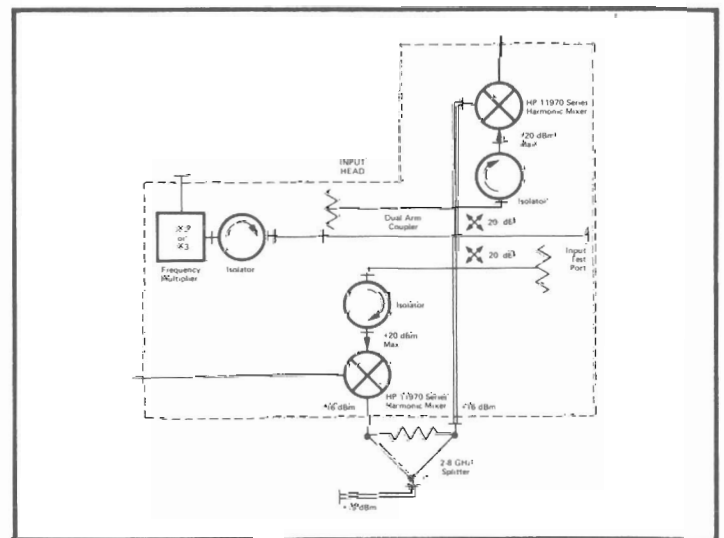 HP 11970 Series
Harmonic Mixer
+20 dBm
Max
INPUT
HEAD
Isolator
Dual Arm
Coupler
20 dB
20 dB
Input
Test
Port
or
Frequency
Multiplier
Isolator
Isolator
+20 dBm
Max
HP 11970 Series
Harmonic Mixer
+16 dBm
+16 dBm
2-8 GHz
Splitter